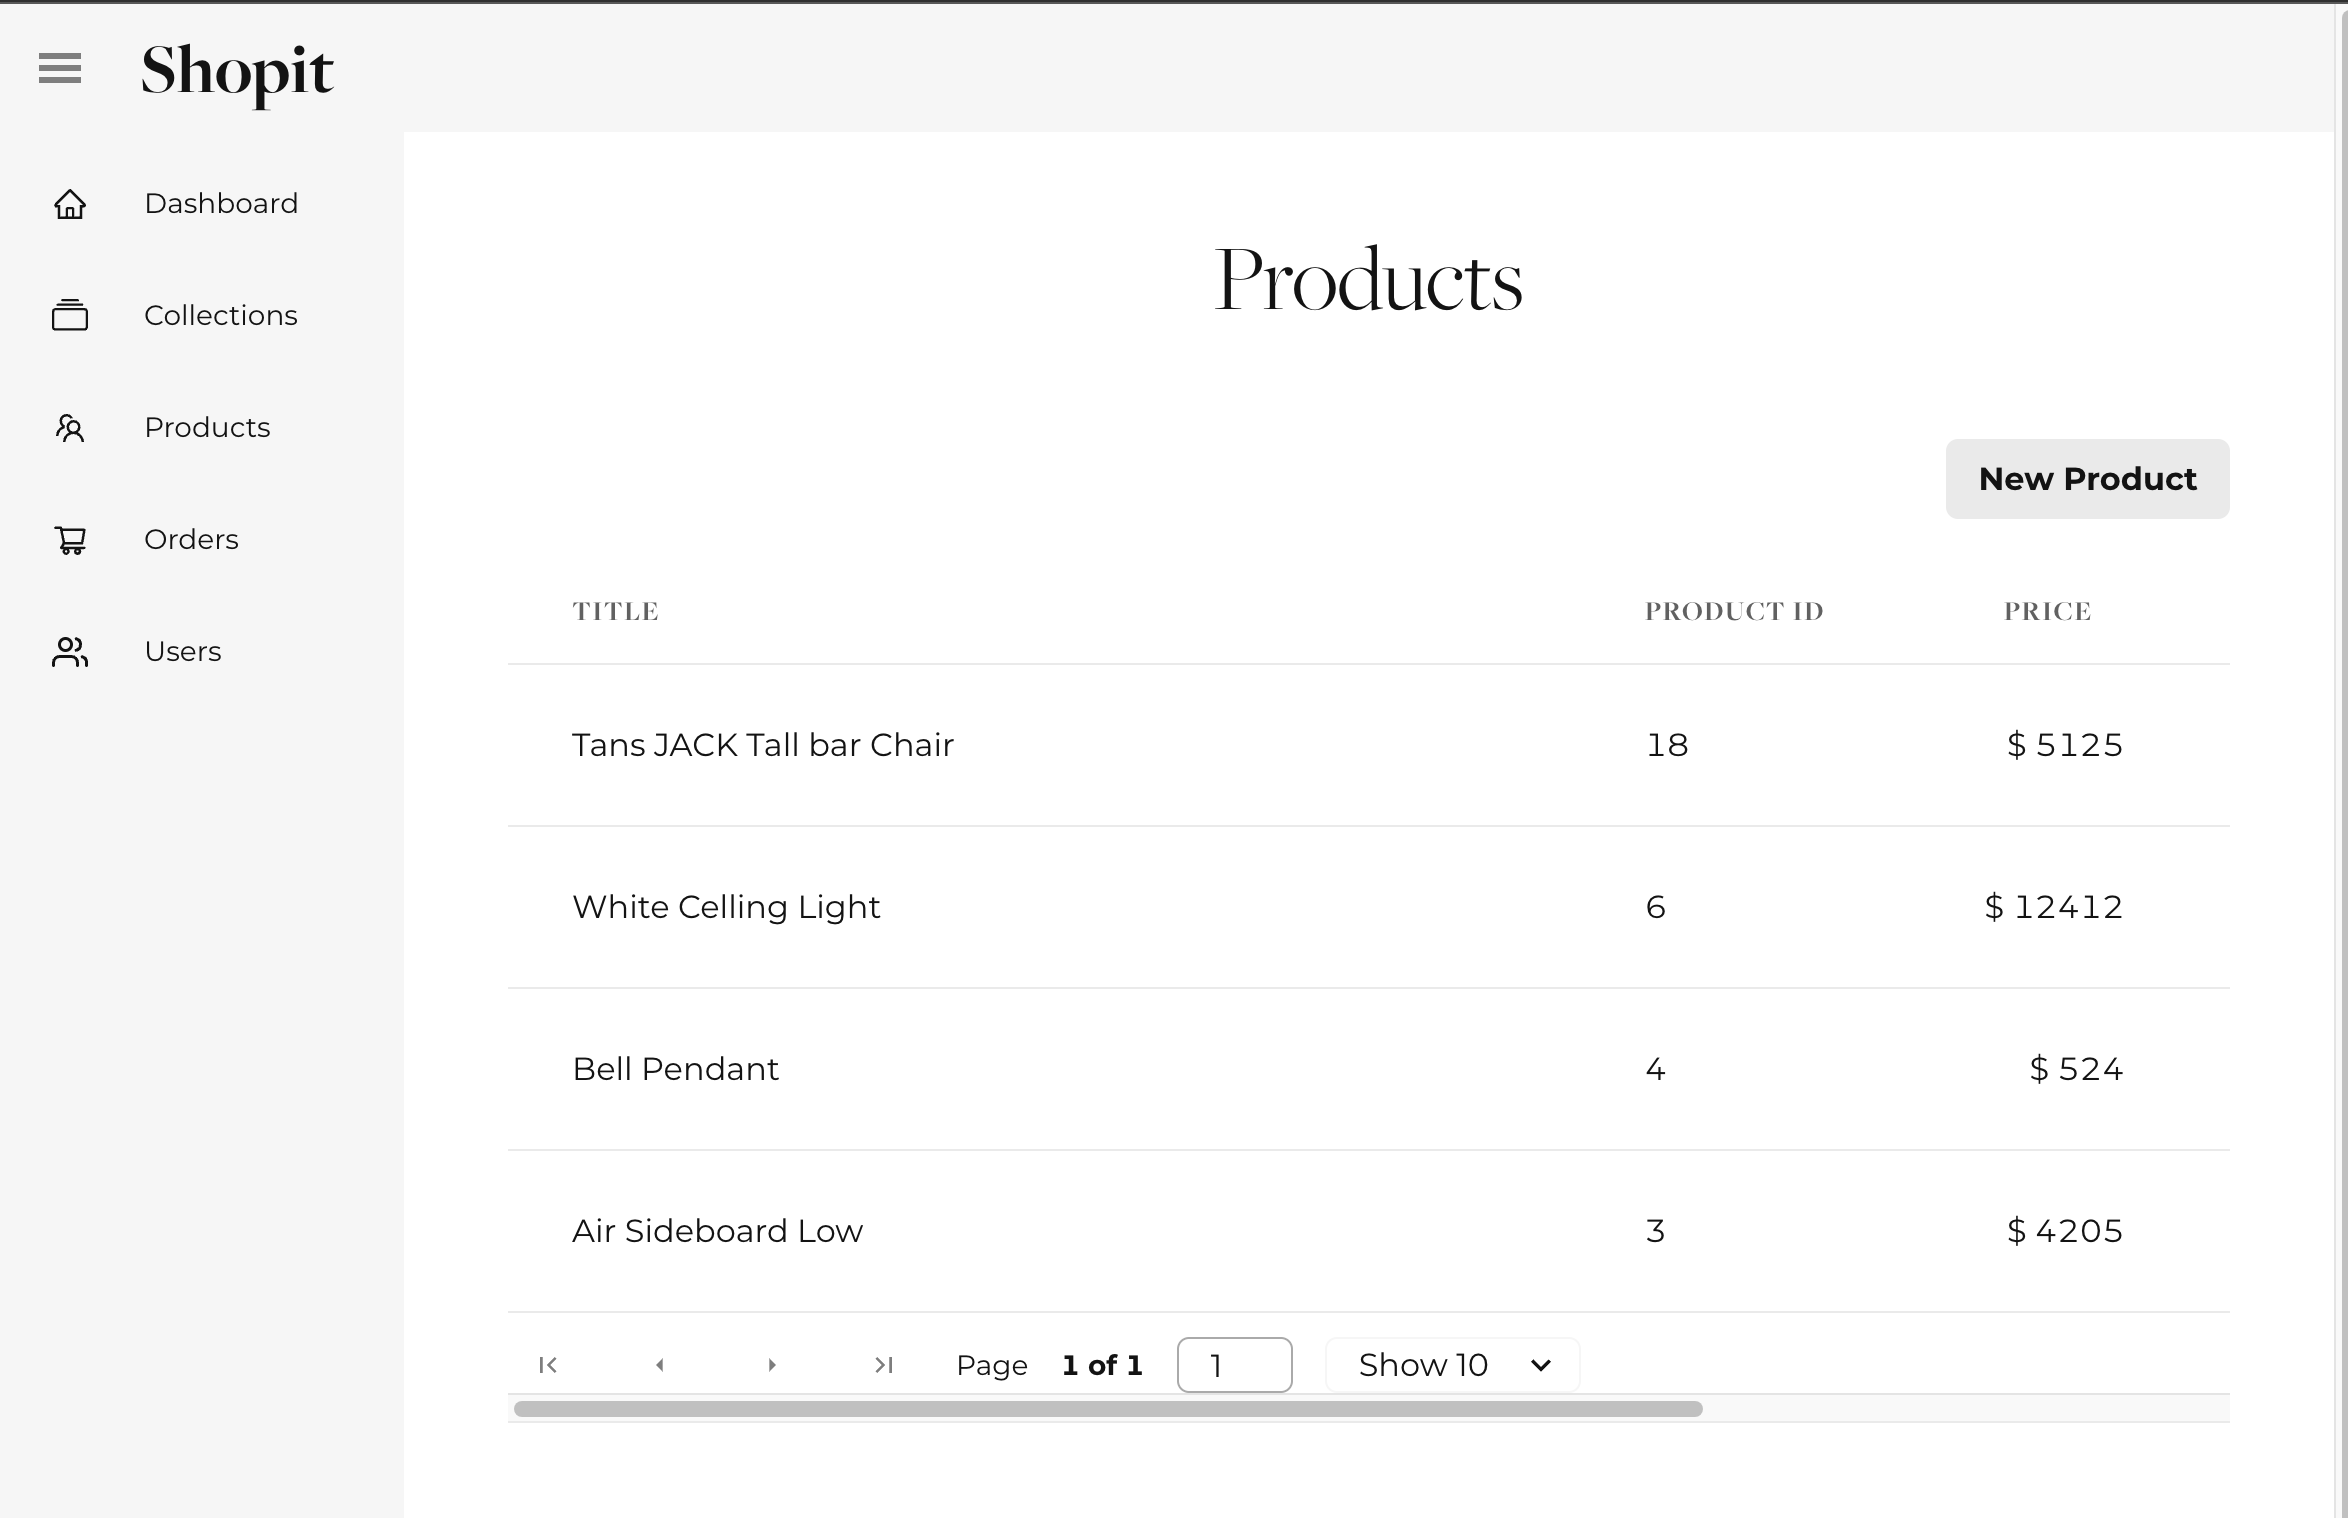 Shopit
Dashboard
Collections
Products
Orders
Users
Products
New Product
TITLE PRODUCT ID PRICE
Tans JACK Tall bar Chair 18 $ 5125
White Celling Light 6 $ 12412
Bell Pendant 4 $ 524
Air Sideboard Low 3 $ 4205
Page 1 of 1 1 Show 10